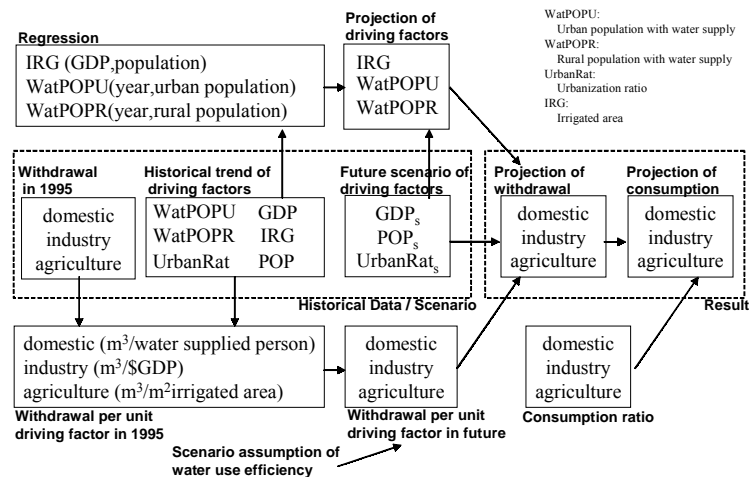 Regression
IRG (GDP,population)
WatPOPU(year,urban population)
WatPOPR(year,rural population)
Projection of
driving factors
IRG
WatPOPU
WatPOPR
WatPOPU:
Urban population with water supply
WatPOPR:
Rural population with water supply
UrbanRat:
Urbanization ratio
IRG:
Irrigated area
Withdrawal
in 1995
domestic
industry
agriculture
Historical trend of
driving factors
WatPOPU GDP
WatPOPR IRG
UrbanRat POP
Future scenario of
driving factors
GDPs
POPs
UrbanRats
Historical Data / Scenario
Projection of
withdrawal
domestic
industry
agriculture
Projection of
consumption
domestic
industry
agriculture
Result
domestic (m³/water supplied person)
industry (m³/$GDP)
agriculture (m³/m²irrigated area)
Withdrawal per unit
driving factor in 1995
domestic
industry
agriculture
Withdrawal per unit
driving factor in future
domestic
industry
agriculture
Consumption ratio
Scenario assumption of
water use efficiency